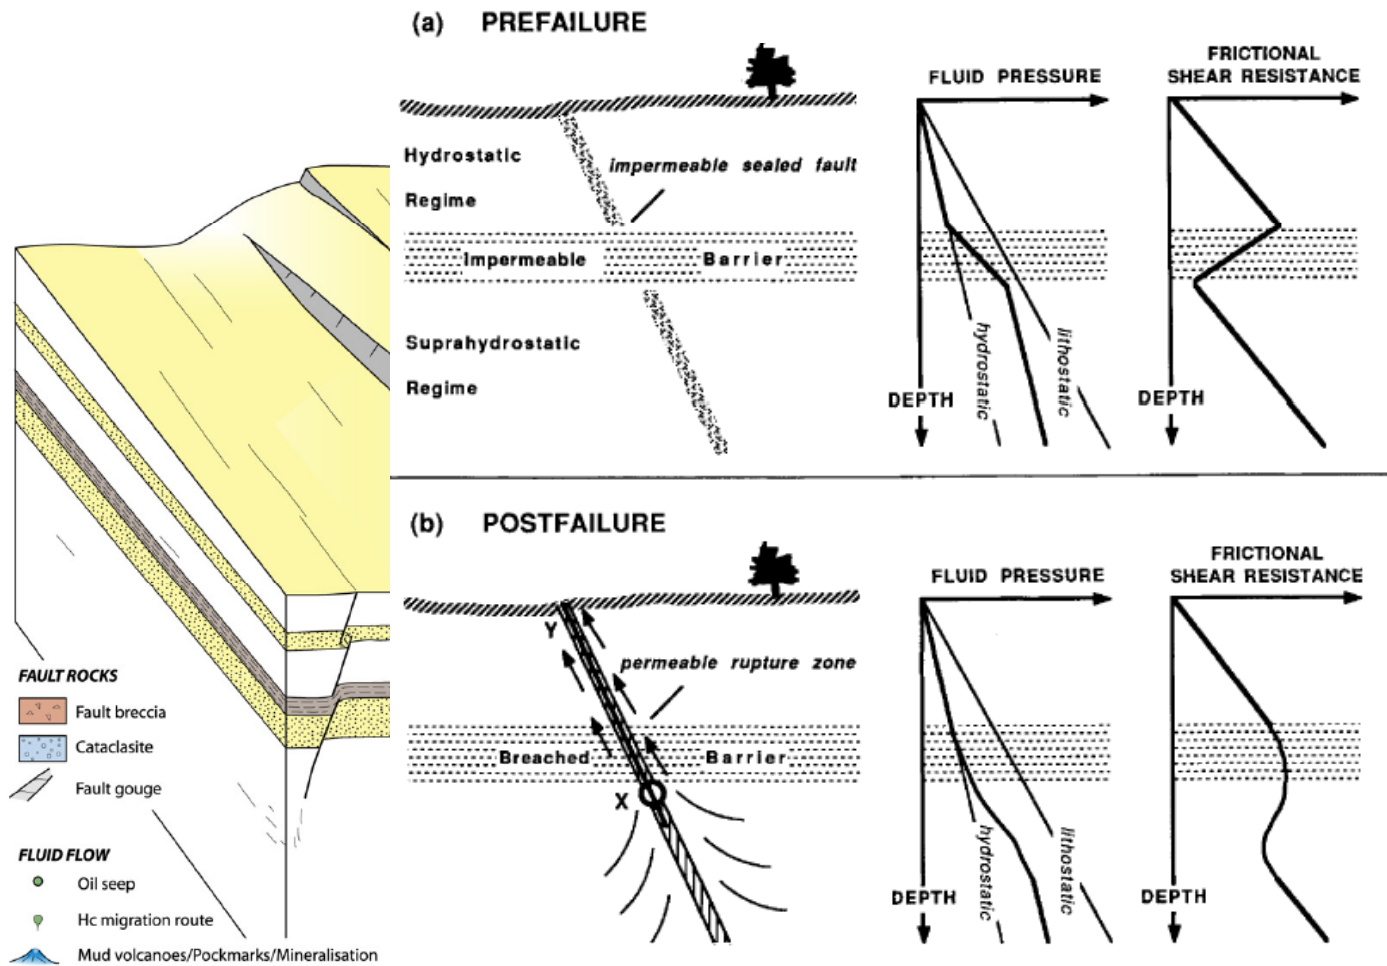 FAULT ROCKS
Fault breccia
Cataclasite
Fault gouge
FLUID FLOW
Oil seep
Hc migration route
Mud volcanoes/Pockmarks/Mineralisation
(a) PREFAILURE
Hydrostatic
Regime
impermeable sealed fault
Impermeable Barrier
Suprahydrostatic
Regime
FLUID PRESSURE
hydrostatic
lithostatic
DEPTH
FRICTIONAL
SHEAR RESISTANCE
DEPTH
(b) POSTFAILURE
Y
permeable rupture zone
Breached Barrier
X
FLUID PRESSURE
hydrostatic
lithostatic
DEPTH
FRICTIONAL
SHEAR RESISTANCE
DEPTH